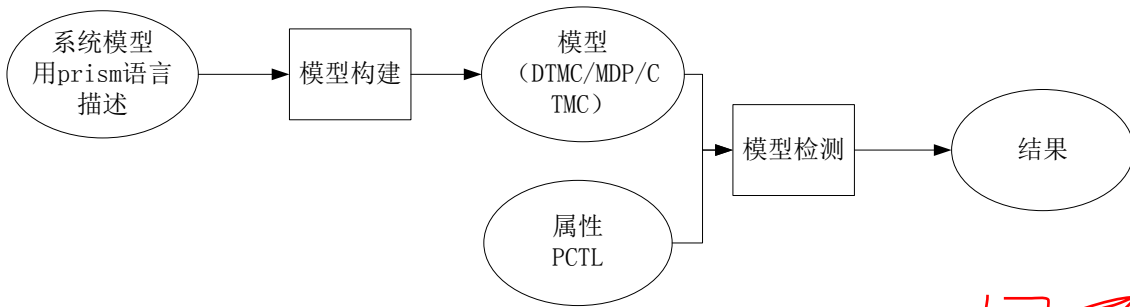 系统模型
用prism语言
描述
模型构建
模型
（DTMC/MDP/C
TMC）
属性
PCTL
模型检测
结果